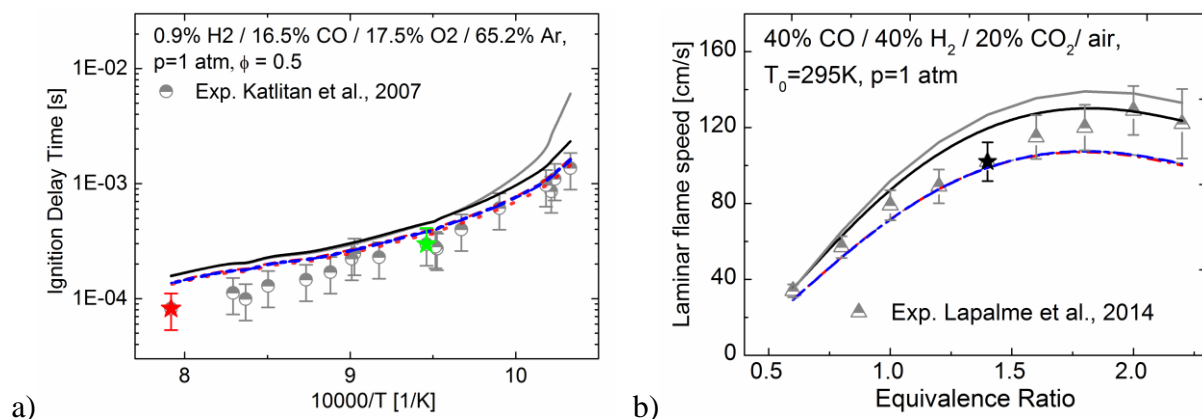 0.9% H2 / 16.5% CO / 17.5% O2 / 65.2% Ar,
p=1 atm, ϕ = 0.5
Exp. Katlitan et al., 2007
Ignition Delay Time [s]
1E-02
1E-03
1E-04
8 9 10
10000/T [1/K]
a)
40% CO / 40% H₂ / 20% CO₂/ air,
T₀=295K, p=1 atm
Exp. Lapalme et al., 2014
Laminar flame speed [cm/s]
160
120
80
40
0
0.5 1.0 1.5 2.0
Equivalence Ratio
b)